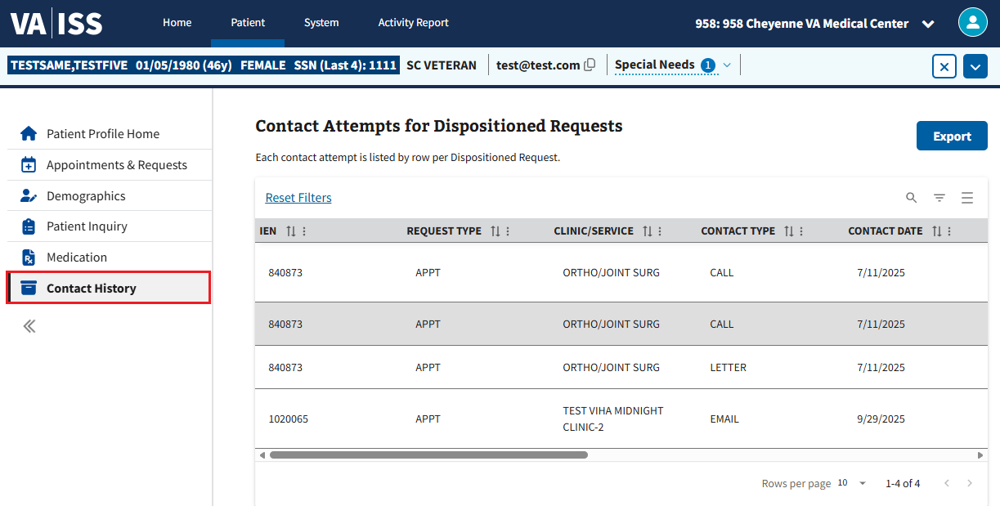 VA ISS Home Patient System Activity Report 958: 958 Cheyenne VA Medical Center
TESTSAME,TESTFIVE 01/05/1980 (46y) FEMALE SSN (Last 4): 1111 SC VETERAN test@test.com Special Needs 1
Patient Profile Home
Appointments & Requests
Demographics
Patient Inquiry
Medication
Contact History
Contact Attempts for Dispositioned Requests
Export
Each contact attempt is listed by row per Dispositioned Request.
Reset Filters
IEN REQUEST TYPE CLINIC/SERVICE CONTACT TYPE CONTACT DATE
840873 APPT ORTHO/JOINT SURG CALL 7/11/2025
840873 APPT ORTHO/JOINT SURG CALL 7/11/2025
840873 APPT ORTHO/JOINT SURG LETTER 7/11/2025
1020065 APPT TEST VIHA MIDNIGHT CLINIC-2 EMAIL 9/29/2025
Rows per page 10 1-4 of 4